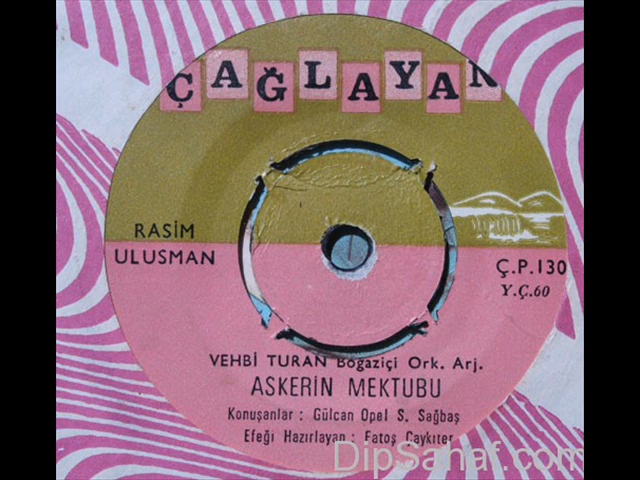 ÇAĞLAYAN
RASİM
ULUSMAN
Ç.P.130
Y.Ç.60
VEHBİ TURAN Boğaziçi Ork. Arj.
ASKERİN MEKTUBU
Konuşanlar : Gülcan Opel S. Sağbaş
Efeği Hazırlayan : Fatoş Çaykıter
DipSahaf.com